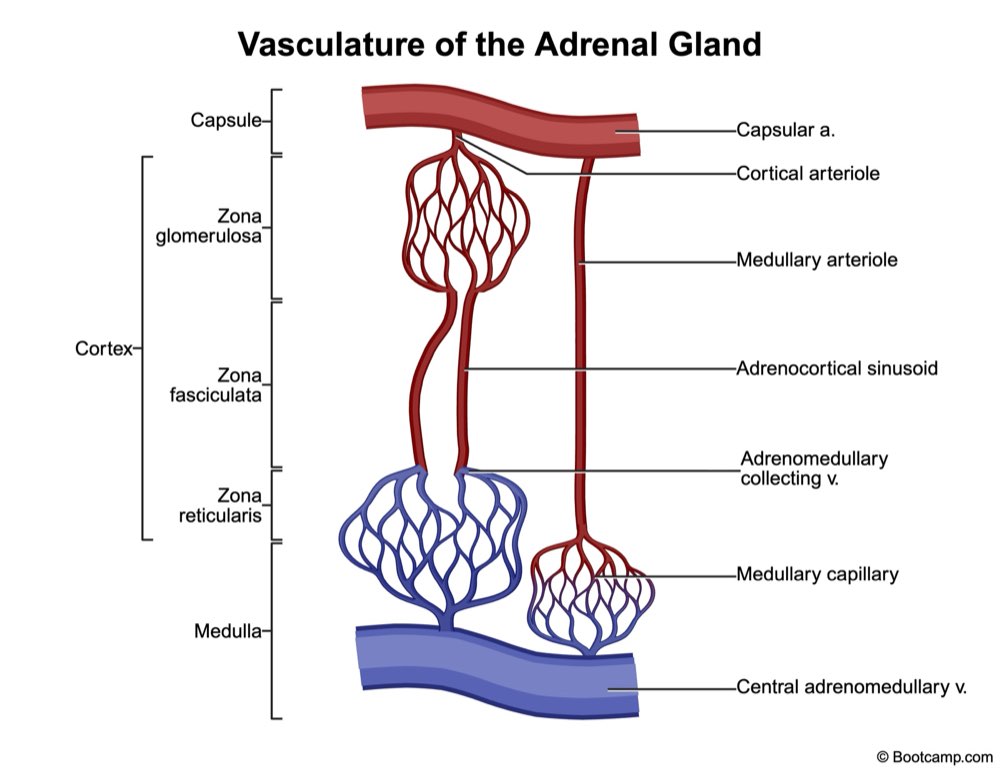 Vasculature of the Adrenal Gland
Capsule
Capsular a.
Cortical arteriole
Zona
glomerulosa
Medullary arteriole
Cortex
Zona
fasciculata
Adrenocortical sinusoid
Adrenomedullary
collecting v.
Zona
reticularis
Medullary capillary
Medulla
Central adrenomedullary v.
© Bootcamp.com